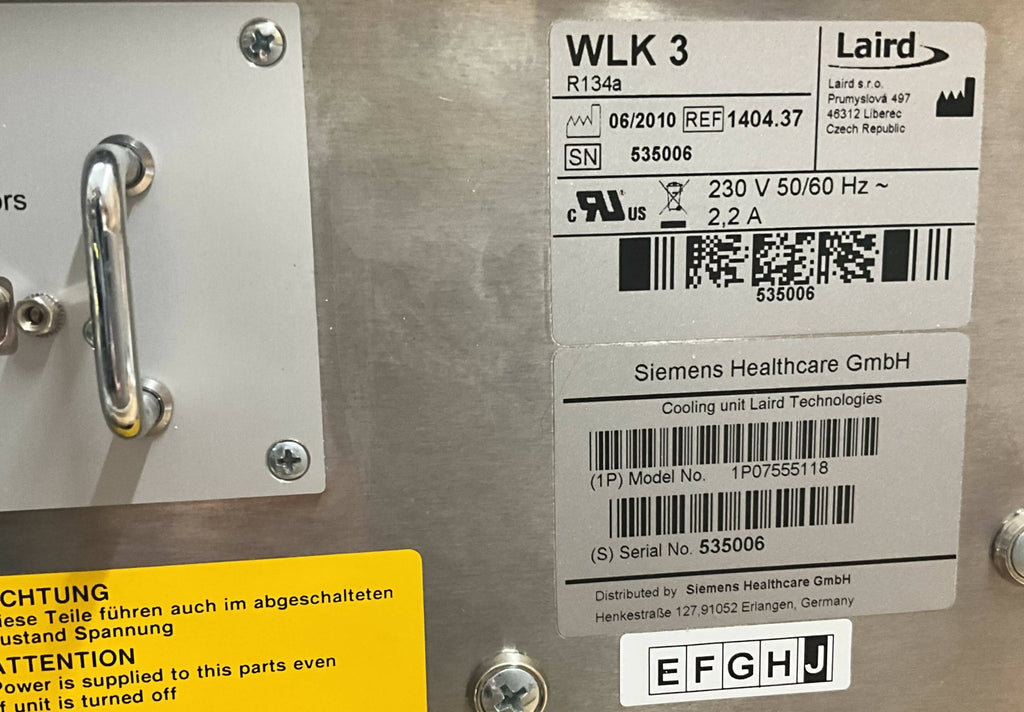 WLK 3
R134a
06/2010 REF 1404.37
SN 535006
Laird
Laird s.r.o.
Prumyslová 497
46312 Liberec
Czech Republic
c RU ® US 230 V 50/60 Hz ~
2,2 A
535006
Siemens Healthcare GmbH
Cooling unit Laird Technologies
(1P) Model No. 1P07555118
(S) Serial No. 535006
Distributed by Siemens Healthcare GmbH
Henkestraße 127,91052 Erlangen, Germany
EFGHJ
ors
CHTUNG
iese Teile führen auch im abgeschalteten
ustand Spannung
ATTENTION
Power is supplied to this parts even
f unit is turned off